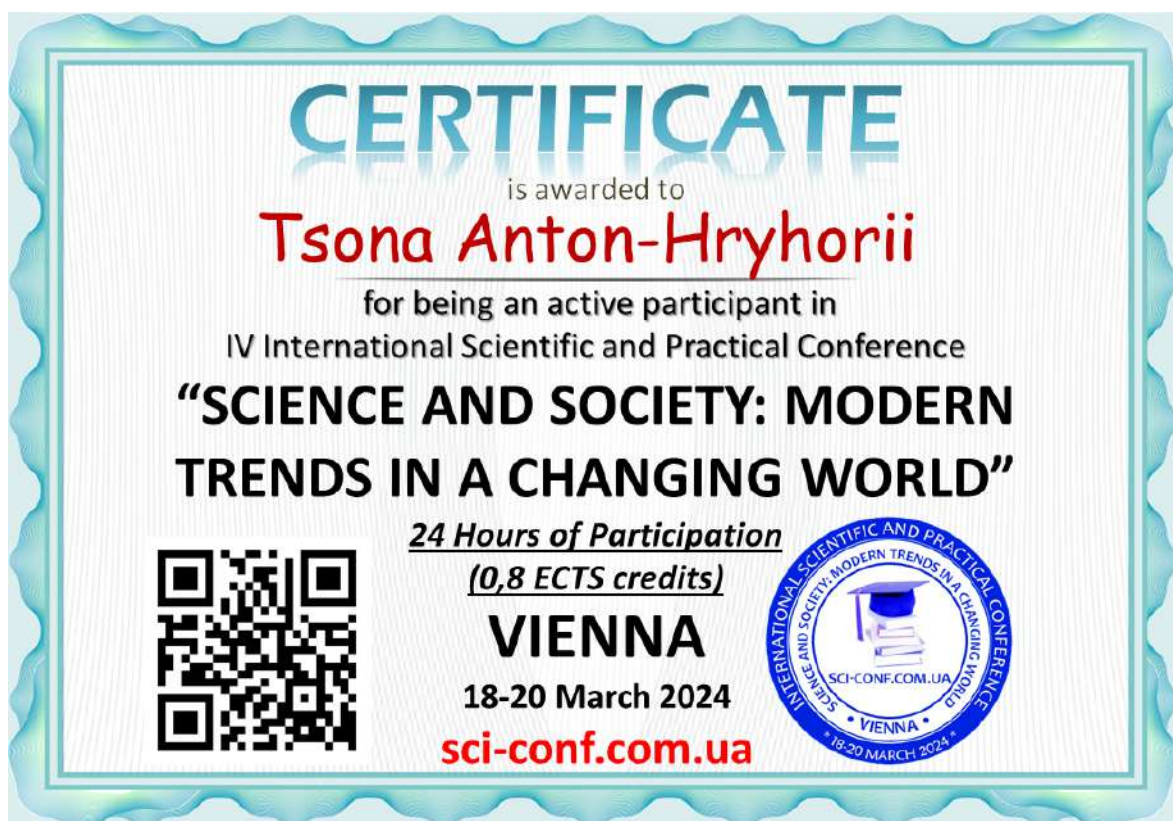 CERTIFICATE
is awarded to
Tsona Anton-Hryhorii
for being an active participant in
IV International Scientific and Practical Conference
“SCIENCE AND SOCIETY: MODERN
TRENDS IN A CHANGING WORLD”
24 Hours of Participation
(0,8 ECTS credits)
VIENNA
18-20 March 2024
sci-conf.com.ua
INTERNATIONAL SCIENTIFIC AND PRACTICAL CONFERENCE
SCIENCE AND SOCIETY: MODERN TRENDS IN A CHANGING WORLD
SCI-CONF.COM.UA
• VIENNA •
* 18-20 MARCH 2024 *